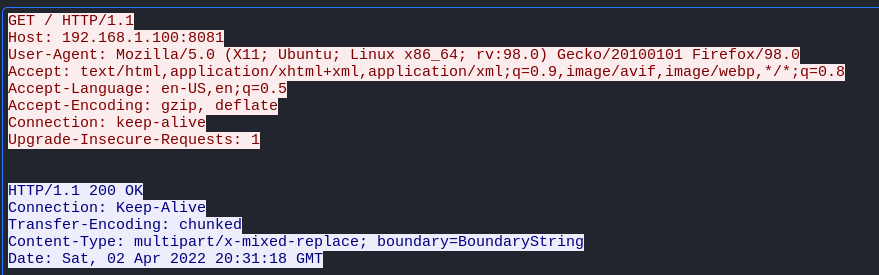 GET / HTTP/1.1
Host: 192.168.1.100:8081
User-Agent: Mozilla/5.0 (X11; Ubuntu; Linux x86_64; rv:98.0) Gecko/20100101 Firefox/98.0
Accept: text/html,application/xhtml+xml,application/xml;q=0.9,image/avif,image/webp,*/*;q=0.8
Accept-Language: en-US,en;q=0.5
Accept-Encoding: gzip, deflate
Connection: keep-alive
Upgrade-Insecure-Requests: 1
HTTP/1.1 200 OK
Connection: Keep-Alive
Transfer-Encoding: chunked
Content-Type: multipart/x-mixed-replace; boundary=BoundaryString
Date: Sat, 02 Apr 2022 20:31:18 GMT